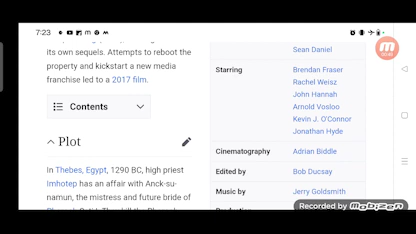 7:23
its own sequels. Attempts to reboot the
property and kickstart a new media
franchise led to a 2017 film.
Contents
Plot
In Thebes, Egypt, 1290 BC, high priest
Imhotep has an affair with Anck-su-
namun, the mistress and future bride of
Sean Daniel
Starring
Brendan Fraser
Rachel Weisz
John Hannah
Arnold Vosloo
Kevin J. O'Connor
Jonathan Hyde
Cinematography Adrian Biddle
Edited by Bob Ducsay
Music by Jerry Goldsmith
Recorded by MOBIZEN